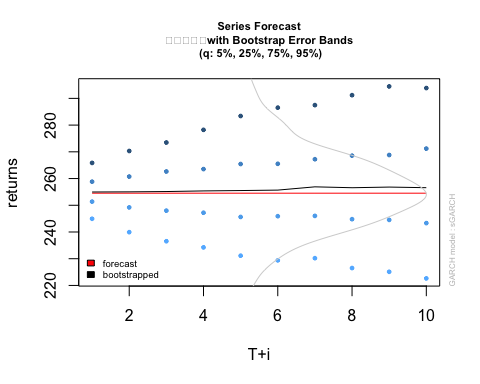 Series Forecast
with Bootstrap Error Bands
(q: 5%, 25%, 75%, 95%)
returns
280
260
240
220
forecast
bootstrapped
GARCH model : sGARCH
2
4
6
8
10
T+i